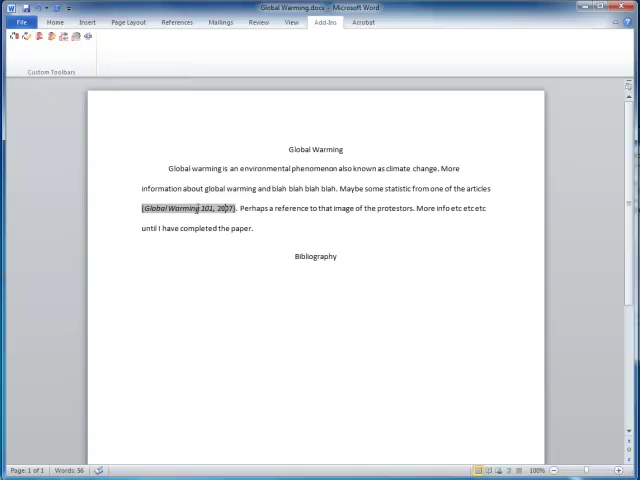 Global Warming.docx - Microsoft Word
File Home Insert Page Layout References Mailings Review View Add-Ins Acrobat
Custom Toolbars
Global Warming
Global warming is an environmental phenomenon also known as climate change. More
information about global warming and blah blah blah blah. Maybe some statistic from one of the articles
(Global Warming 101, 2007). Perhaps a reference to that image of the protestors. More info etc etc etc
until I have completed the paper.
Bibliography
Page: 1 of 1 Words: 56 100%